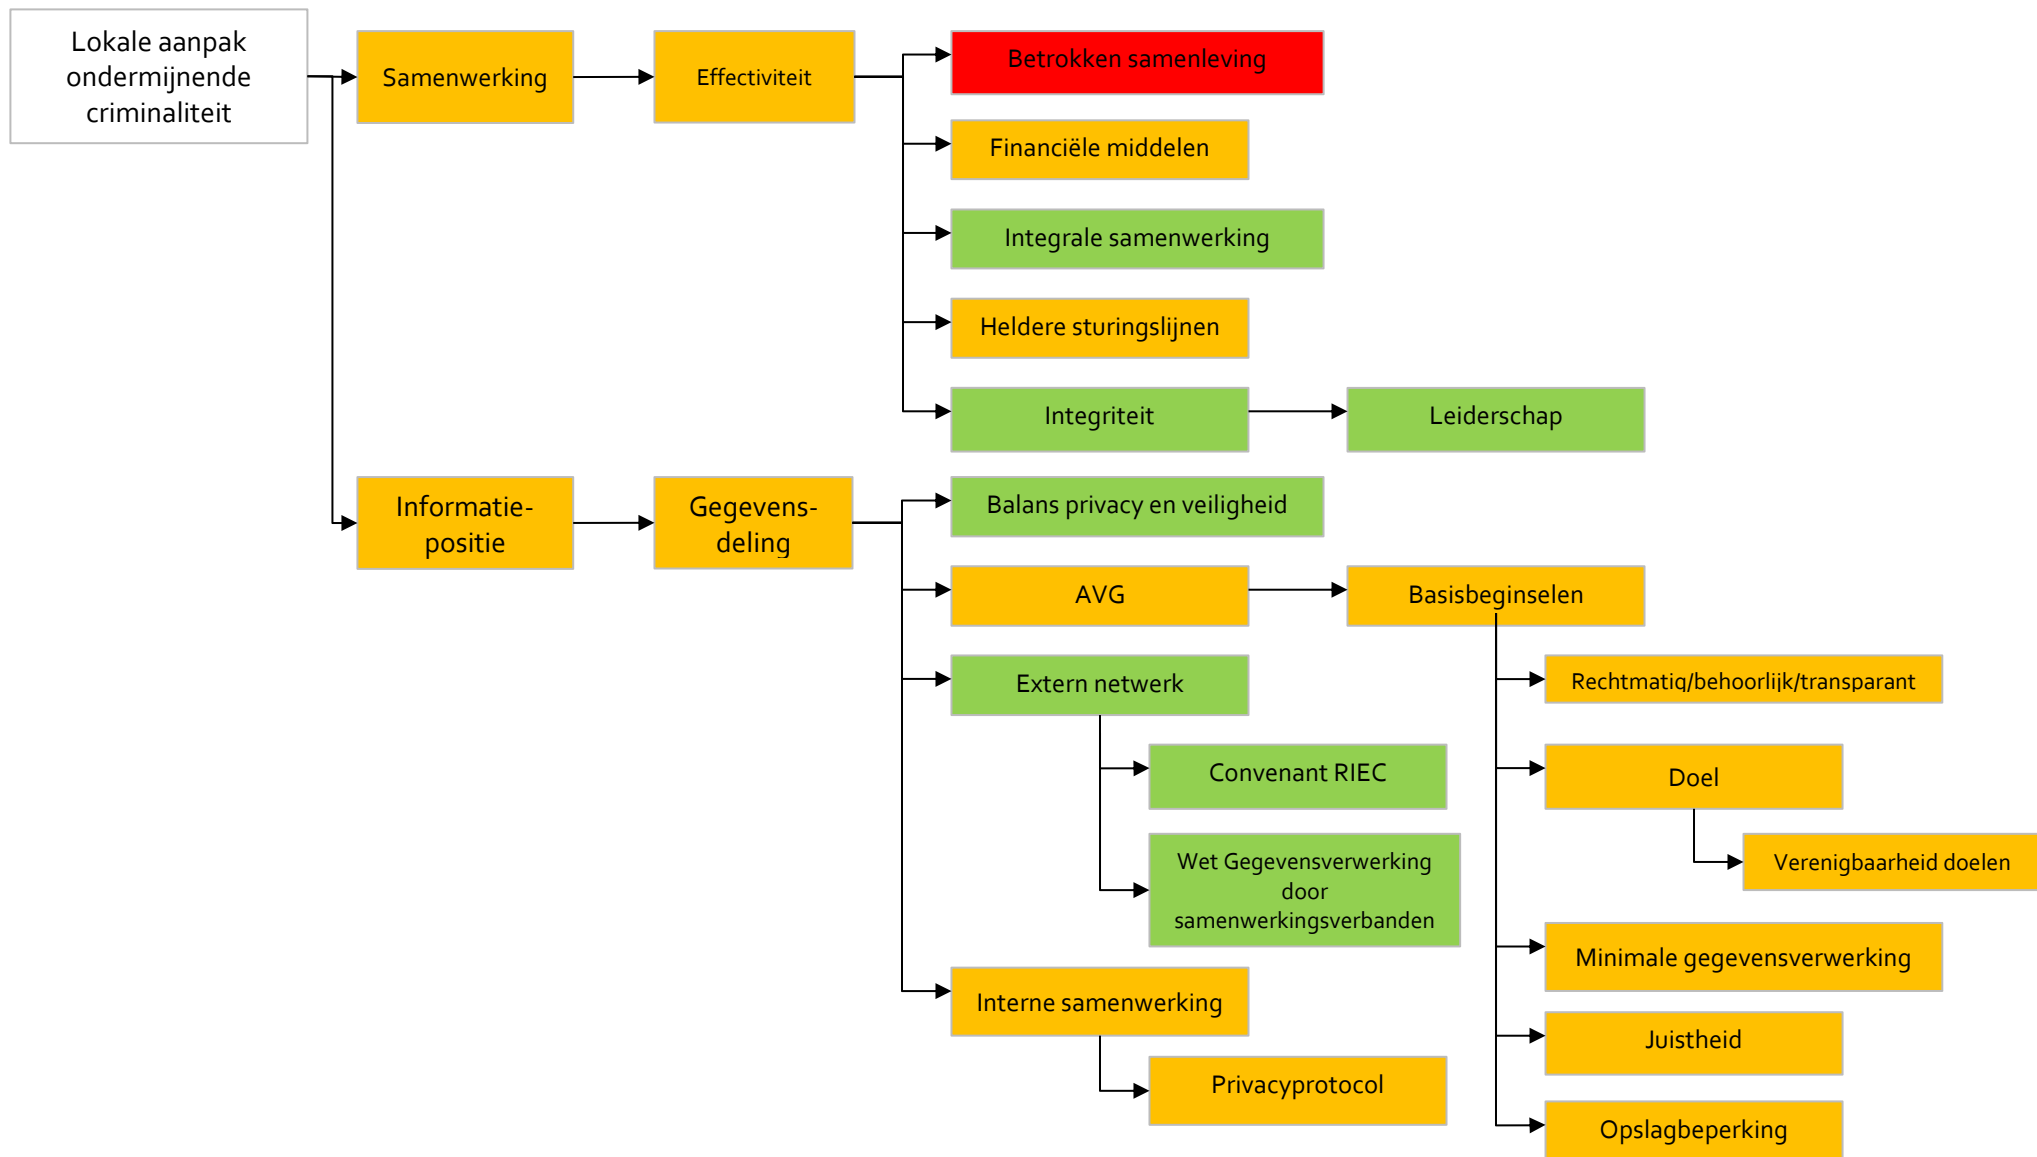 Lokale aanpak
ondermijnende
criminaliteit
Samenwerking
Effectiviteit
Betrokken samenleving
Financiële middelen
Integrale samenwerking
Heldere sturingslijnen
Integriteit
Leiderschap
Informatie-
positie
Gegevens-
deling
Balans privacy en veiligheid
AVG
Basisbeginselen
Extern netwerk
Rechtmatig/behoorlijk/transparant
Convenant RIEC
Doel
Wet Gegevensverwerking
door
samenwerkingsverbanden
Verenigbaarheid doelen
Minimale gegevensverwerking
Interne samenwerking
Juistheid
Privacyprotocol
Opslagbeperking